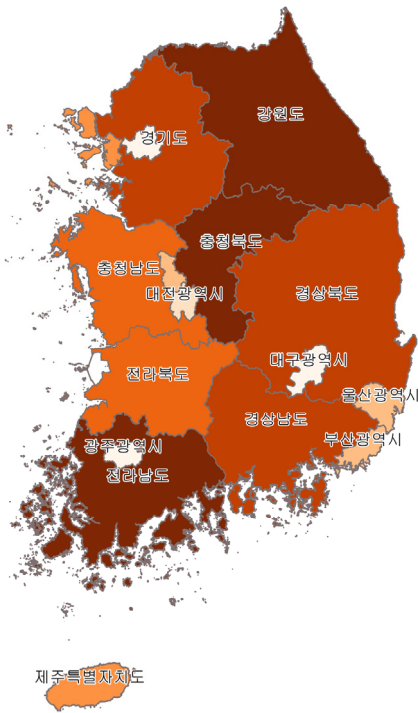 강원도
경기도
충청북도
충청남도
대전광역시
경상북도
대구광역시
전라북도
울산광역시
경상남도
부산광역시
광주광역시
전라남도
제주특별자치도